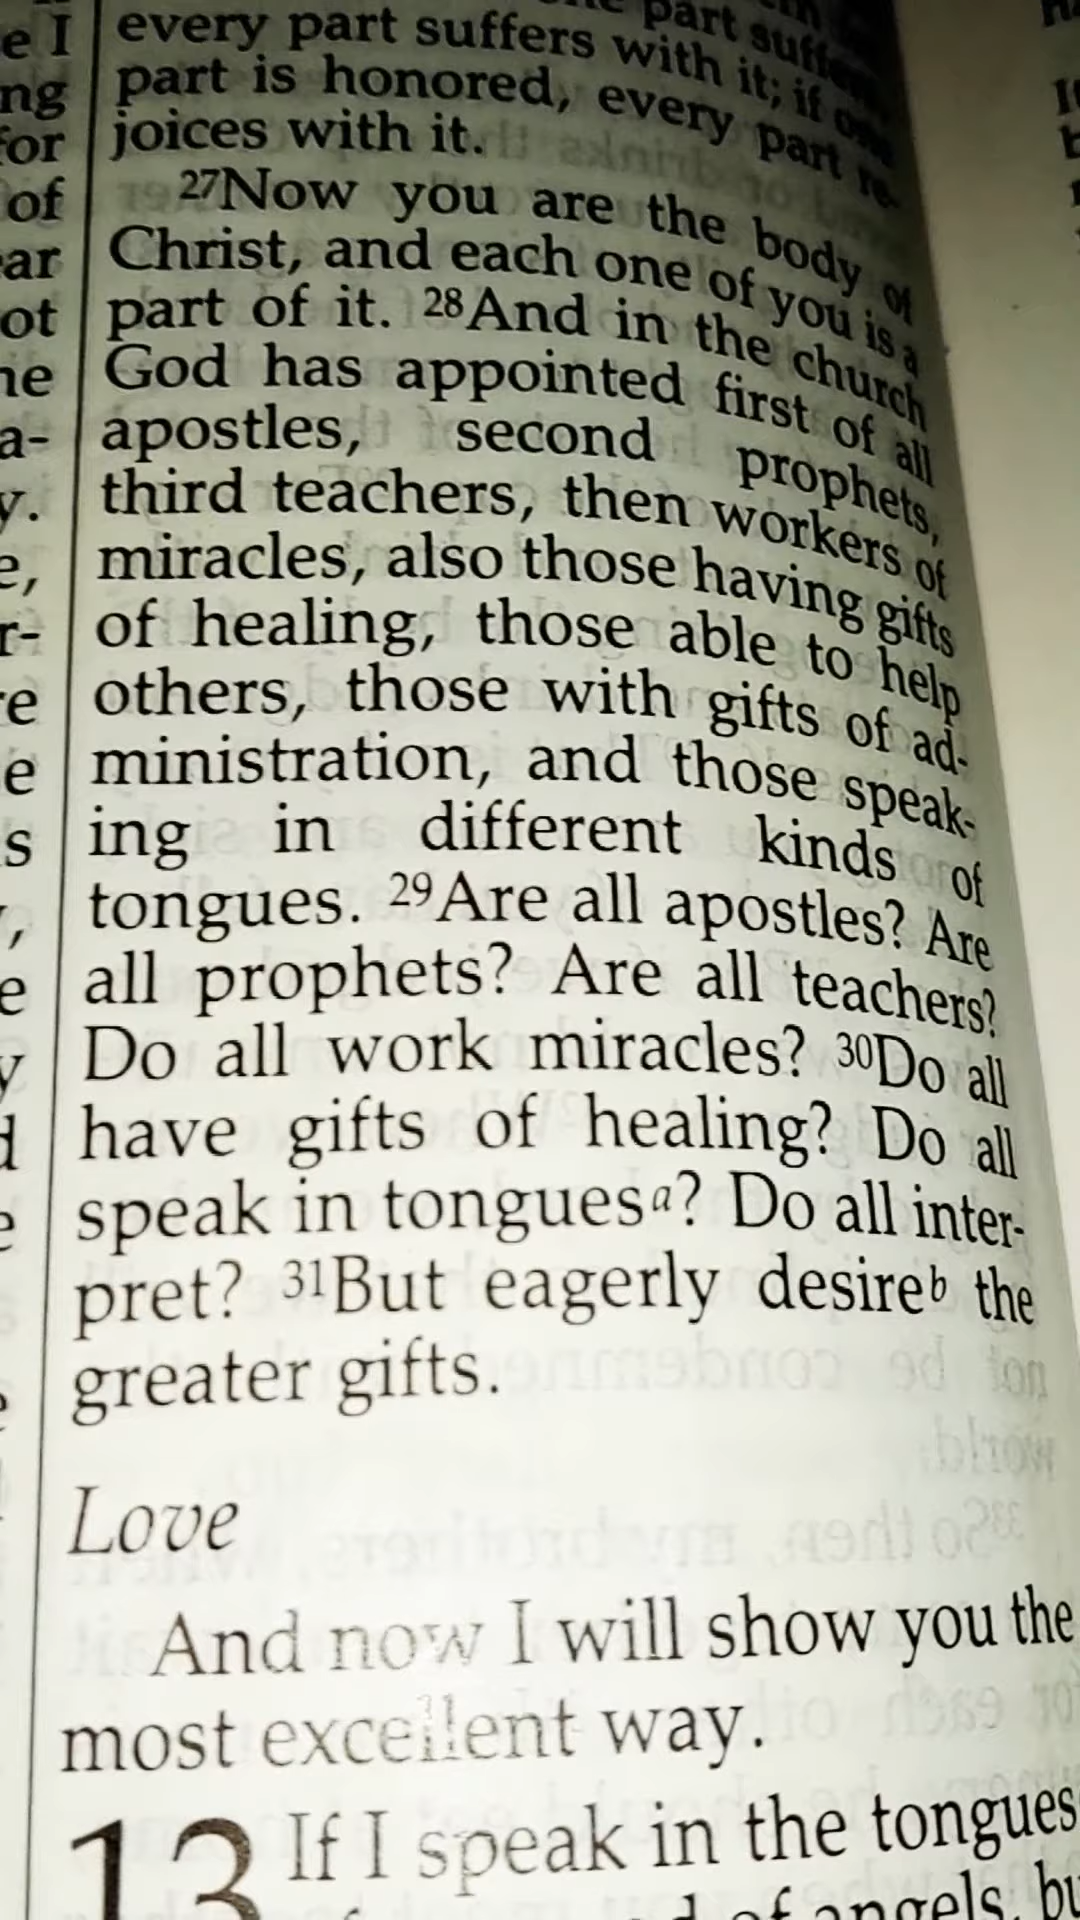 part suffers
every part suffers with it; if one
part is honored, every part re-
joices with it.
27Now you are the body of
Christ, and each one of you is a
part of it. 28And in the church
God has appointed first of all
apostles, second prophets,
third teachers, then workers of
miracles, also those having gifts
of healing, those able to help
others, those with gifts of ad-
ministration, and those speak-
ing in different kinds of
tongues. 29Are all apostles? Are
all prophets? Are all teachers?
Do all work miracles? 30Do all
have gifts of healing? Do all
speak in tonguesa? Do all inter-
pret? 31But eagerly desireb the
greater gifts.
Love
And now I will show you the
most excellent way.
13 If I speak in the tongues
of angels, bu